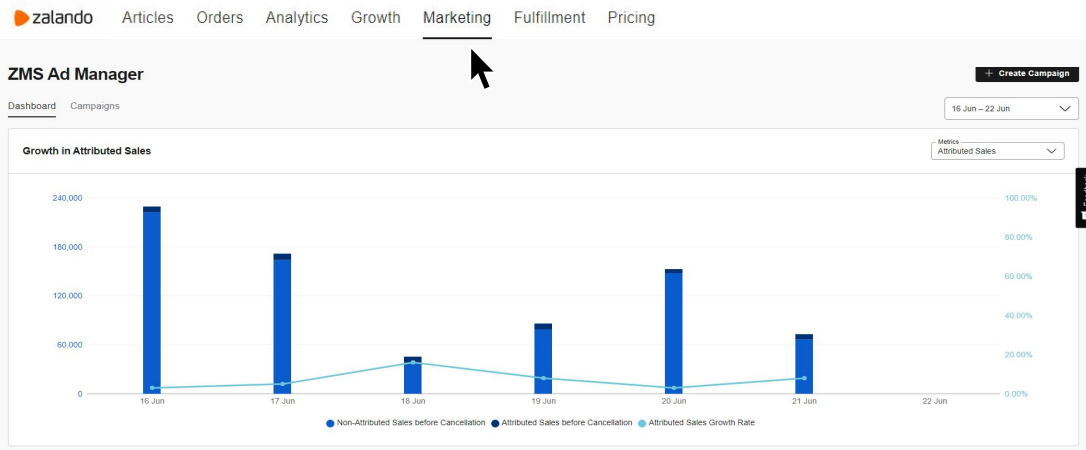 zalando Articles Orders Analytics Growth Marketing Fulfillment Pricing
ZMS Ad Manager
+ Create Campaign
Dashboard Campaigns
16 Jun – 22 Jun
Growth in Attributed Sales
Metrics
Attributed Sales
240,000 100.00%
80.00%
180,000
60.00%
120,000
40.00%
60,000
20.00%
0 0.00%
16 Jun 17 Jun 18 Jun 19 Jun 20 Jun 21 Jun 22 Jun
Non-Attributed Sales before Cancellation Attributed Sales before Cancellation Attributed Sales Growth Rate